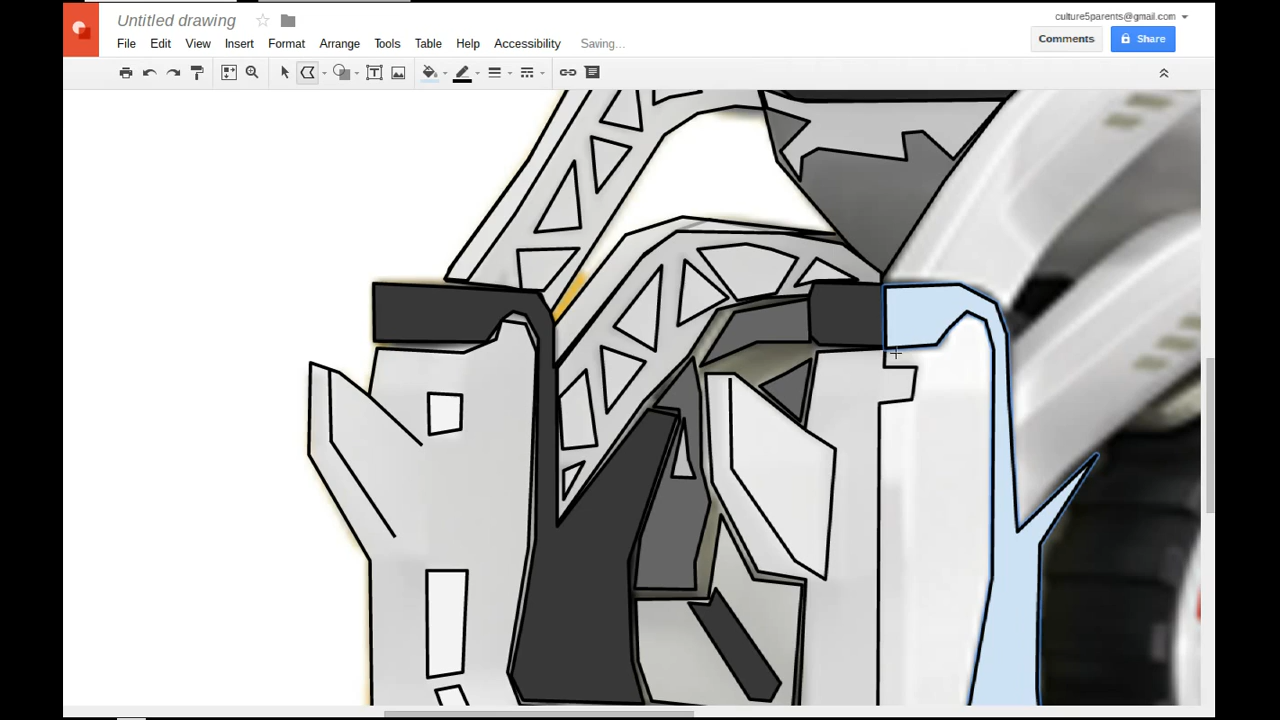 Untitled drawing
culture5parents@gmail.com
File Edit View Insert Format Arrange Tools Table Help Accessibility Saving...
Comments Share